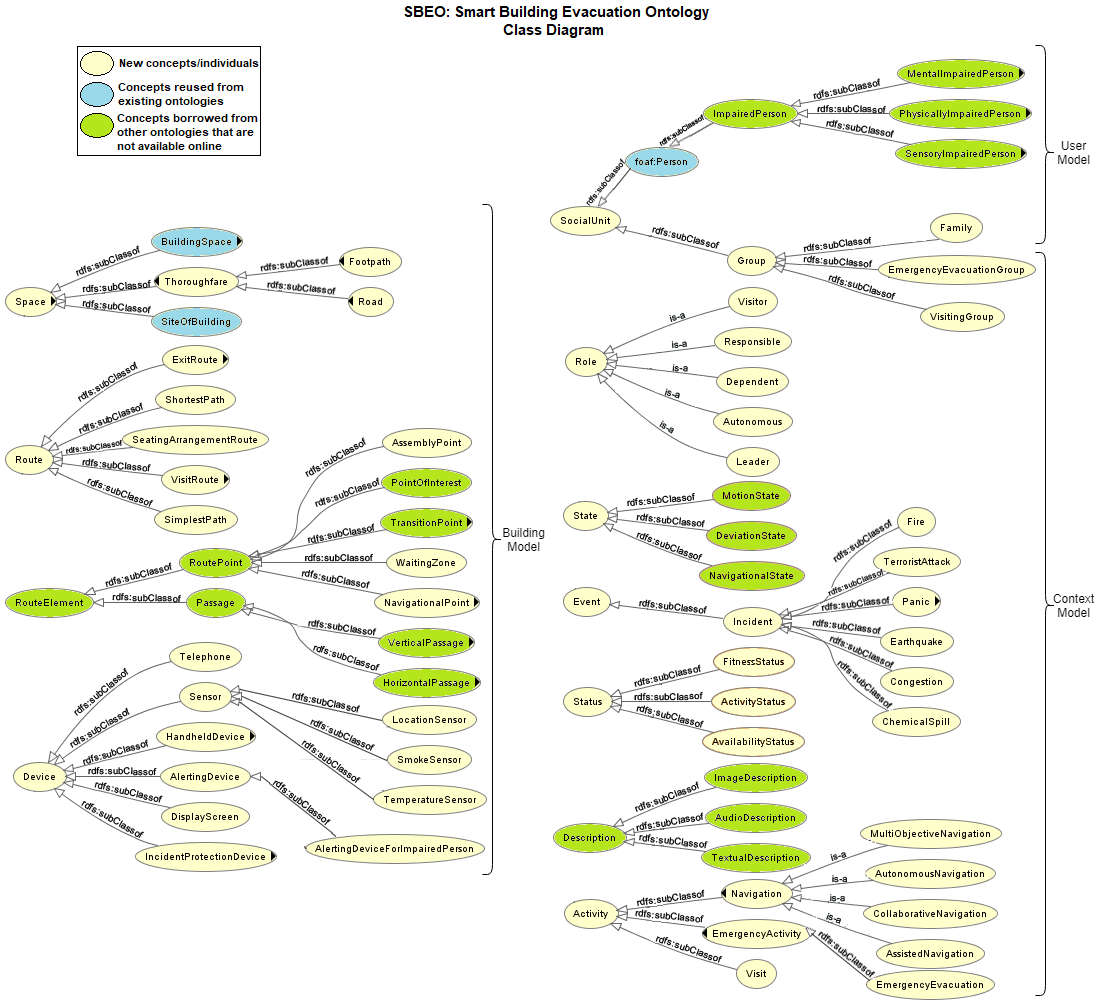 SBEO: Smart Building Evacuation Ontology
Class Diagram
New concepts/individuals
Concepts reused from
existing ontologies
Concepts borrowed from
other ontologies that are
not available online
MentalImpairedPerson
rdfs:subClassof
ImpairedPerson
rdfs:subClassof
PhysicallyImpairedPerson
rdfs:subClassof
SensoryImpairedPerson
User
Model
rdfs:subClassof
foaf:Person
rdfs:subClassof
SocialUnit
rdfs:subClassof
Group
rdfs:subClassof
Family
rdfs:subClassof
EmergencyEvacuationGroup
rdfs:subClassof
VisitingGroup
BuildingSpace
rdfs:subClassof
Space
rdfs:subClassof
Thoroughfare
rdfs:subClassof
Footpath
rdfs:subClassof
Road
rdfs:subClassof
SiteOfBuilding
ExitRoute
rdfs:subClassof
ShortestPath
rdfs:subClassof
SeatingArrangementRoute
rdfs:subClassof
Route
rdfs:subClassof
VisitRoute
rdfs:subClassof
SimplestPath
AssemblyPoint
rdfs:subClassof
PointOfInterest
rdfs:subClassof
TransitionPoint
rdfs:subClassof
RoutePoint
rdfs:subClassof
WaitingZone
rdfs:subClassof
NavigationalPoint
rdfs:subClassof
RouteElement
rdfs:subClassof
Passage
rdfs:subClassof
VerticalPassage
rdfs:subClassof
HorizontalPassage
Building
Model
Telephone
rdfs:subClassof
Sensor
rdfs:subClassof
rdfs:subClassof
LocationSensor
rdfs:subClassof
SmokeSensor
rdfs:subClassof
TemperatureSensor
HandheldDevice
rdfs:subClassof
Device
rdfs:subClassof
AlertingDevice
rdfs:subClassof
AlertingDeviceForImpairedPerson
rdfs:subClassof
DisplayScreen
rdfs:subClassof
IncidentProtectionDevice
Visitor
is-a
Responsible
is-a
Role
is-a
Dependent
is-a
Autonomous
is-a
Leader
MotionState
rdfs:subClassof
State
rdfs:subClassof
DeviationState
rdfs:subClassof
NavigationalState
Event
rdfs:subClassof
Incident
rdfs:subClassof
Fire
rdfs:subClassof
TerroristAttack
rdfs:subClassof
Panic
rdfs:subClassof
Earthquake
rdfs:subClassof
Congestion
rdfs:subClassof
ChemicalSpill
Context
Model
FitnessStatus
rdfs:subClassof
Status
rdfs:subClassof
ActivityStatus
rdfs:subClassof
AvailabilityStatus
ImageDescription
rdfs:subClassof
Description
rdfs:subClassof
AudioDescription
rdfs:subClassof
TextualDescription
Activity
rdfs:subClassof
Navigation
is-a
MultiObjectiveNavigation
is-a
AutonomousNavigation
is-a
CollaborativeNavigation
is-a
AssistedNavigation
rdfs:subClassof
EmergencyActivity
rdfs:subClassof
EmergencyEvacuation
rdfs:subClassof
Visit